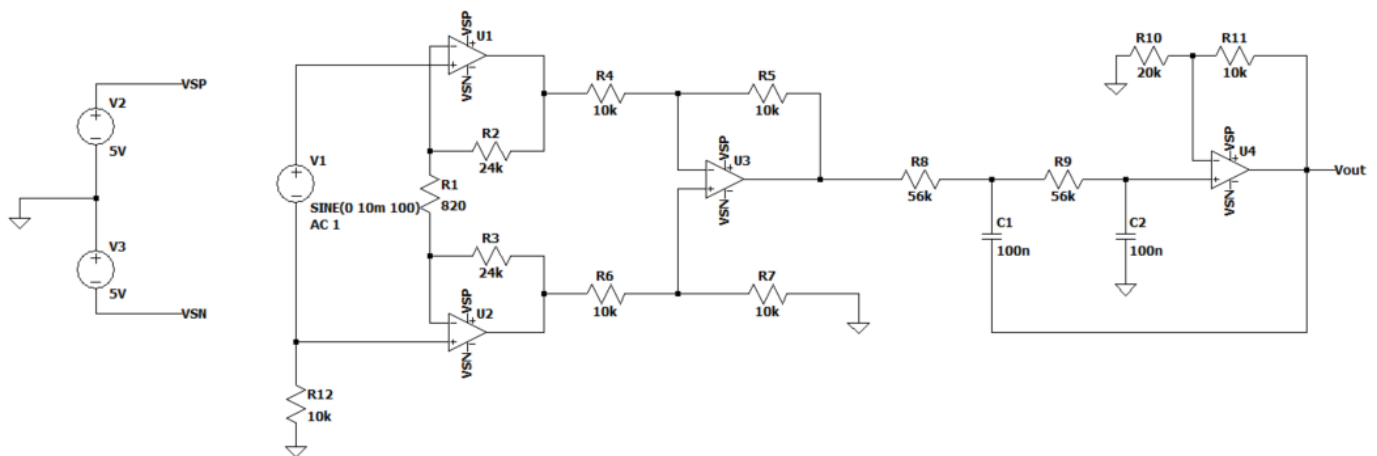 VSP
V2
5V
V3
5V
VSN
V1
SINE(0 10m 100)
AC 1
R12
10k
VSP
U1
VSN
R2
24k
R1
820
R3
24k
VSP
U2
VSN
R4
10k
R5
10k
VSP
U3
VSN
R6
10k
R7
10k
R8
56k
R9
56k
C1
100n
C2
100n
R10
20k
R11
10k
VSP
U4
VSN
Vout